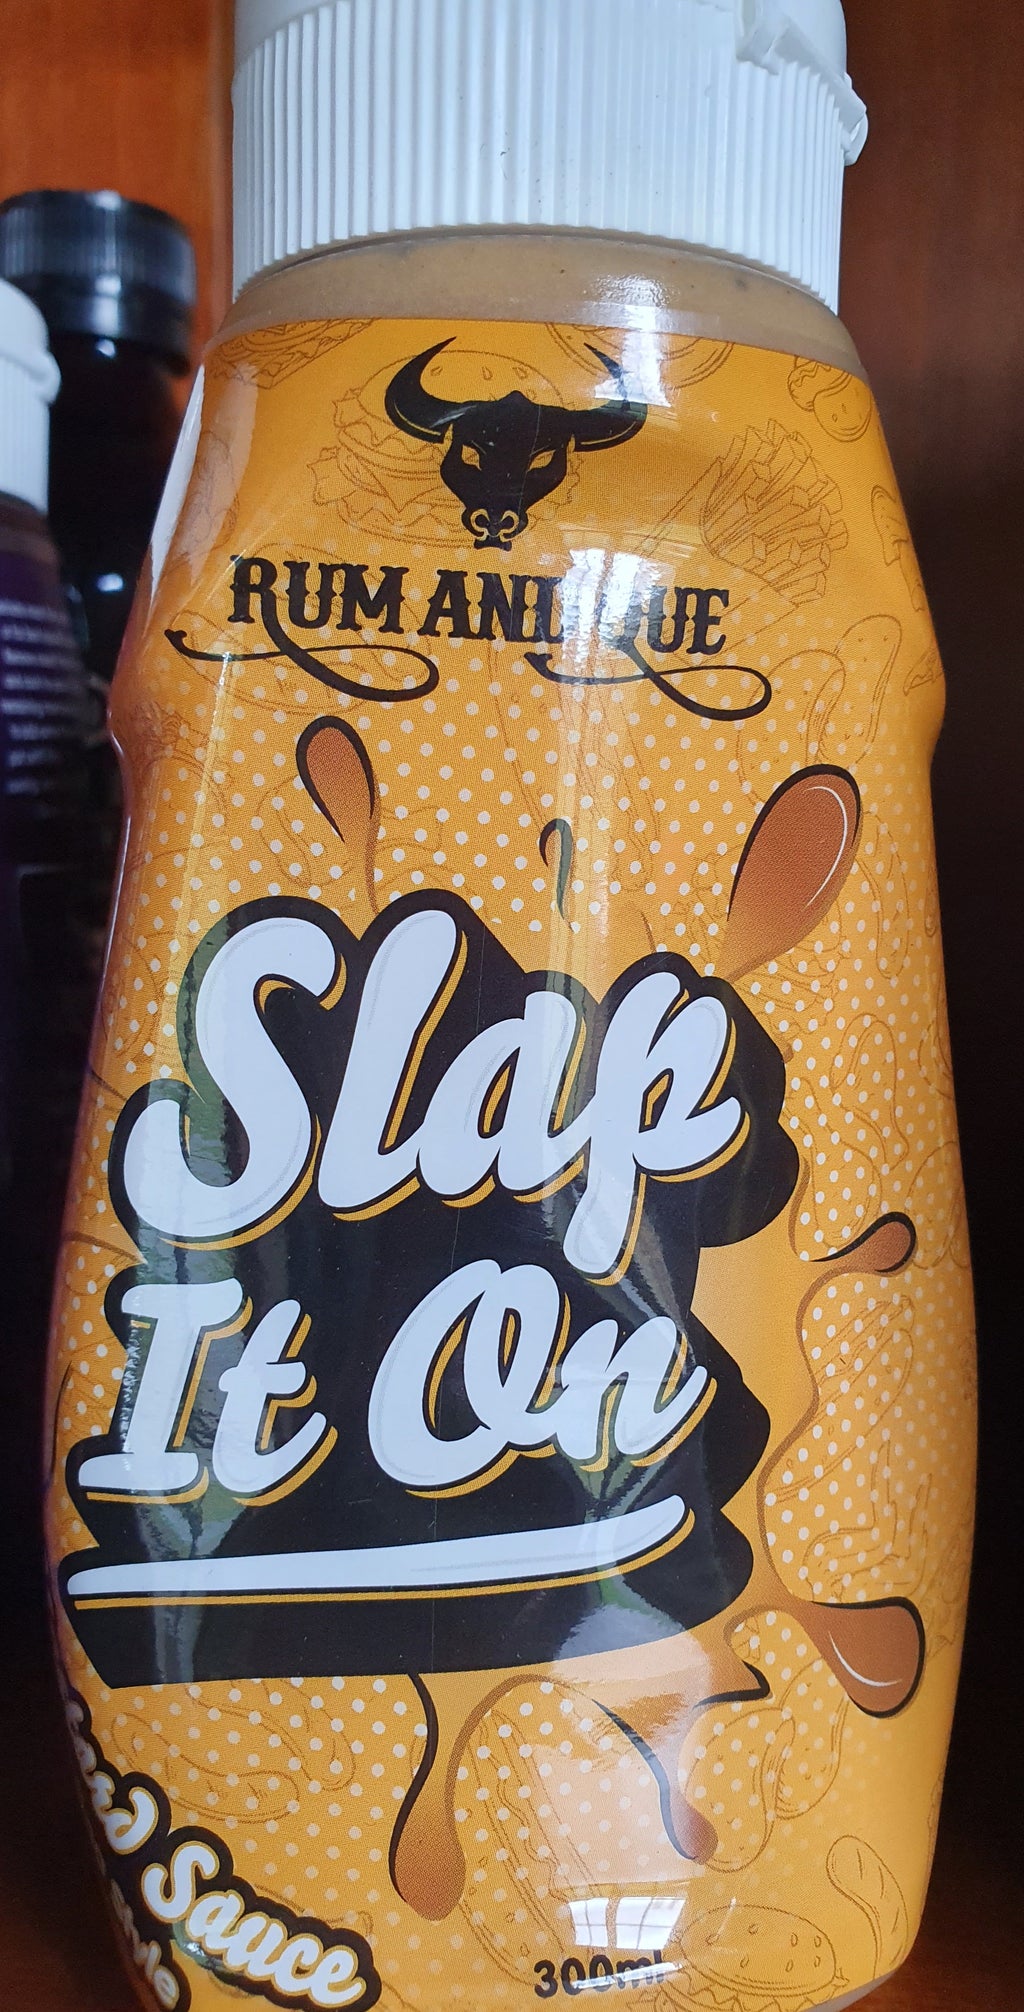 RUM AND QUE
Slap
It On
Sauce
300ml